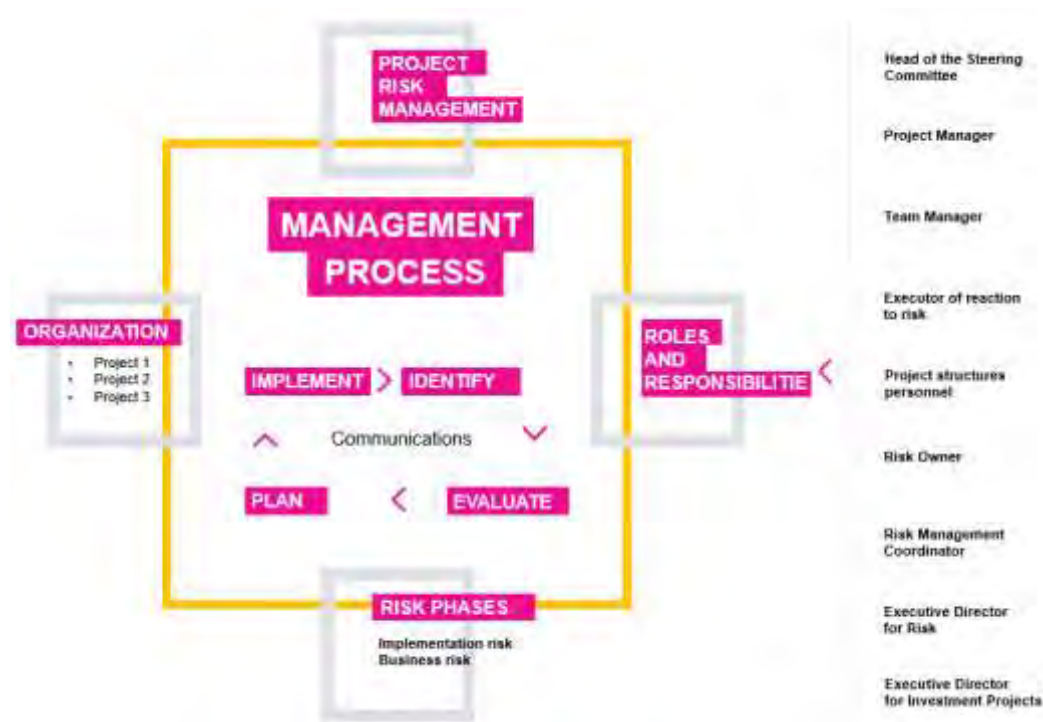 PROJECT
RISK
MANAGEMENT
MANAGEMENT
PROCESS
ORGANIZATION
• Project 1
• Project 2
• Project 3
IMPLEMENT
IDENTIFY
Communications
PLAN
EVALUATE
ROLES
AND
RESPONSIBILITIE
RISK PHASES
Implementation risk
Business risk
Head of the Steering
Committee
Project Manager
Team Manager
Executor of reaction
to risk
Project structures
personnel
Risk Owner
Risk Management
Coordinator
Executive Director
for Risk
Executive Director
for Investment Projects